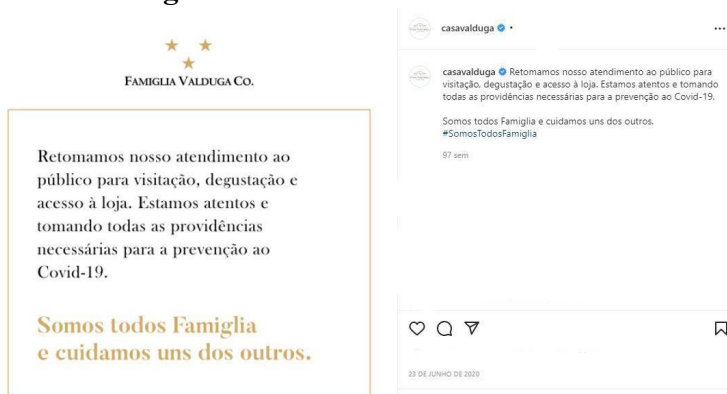 FAMIGLIA VALDUGA CO.
Retomamos nosso atendimento ao
público para visitação, degustação e
acesso à loja. Estamos atentos e
tomando todas as providências
necessárias para a prevenção ao
Covid-19.
Somos todos Famiglia
e cuidamos uns dos outros.
casavalduga •
casavalduga Retomamos nosso atendimento ao público para
visitação, degustação e acesso à loja. Estamos atentos e tomando
todas as providências necessárias para a prevenção ao Covid-19.
Somos todos Famiglia e cuidamos uns dos outros.
#SomosTodosFamiglia
97 sem
23 DE JUNHO DE 2020